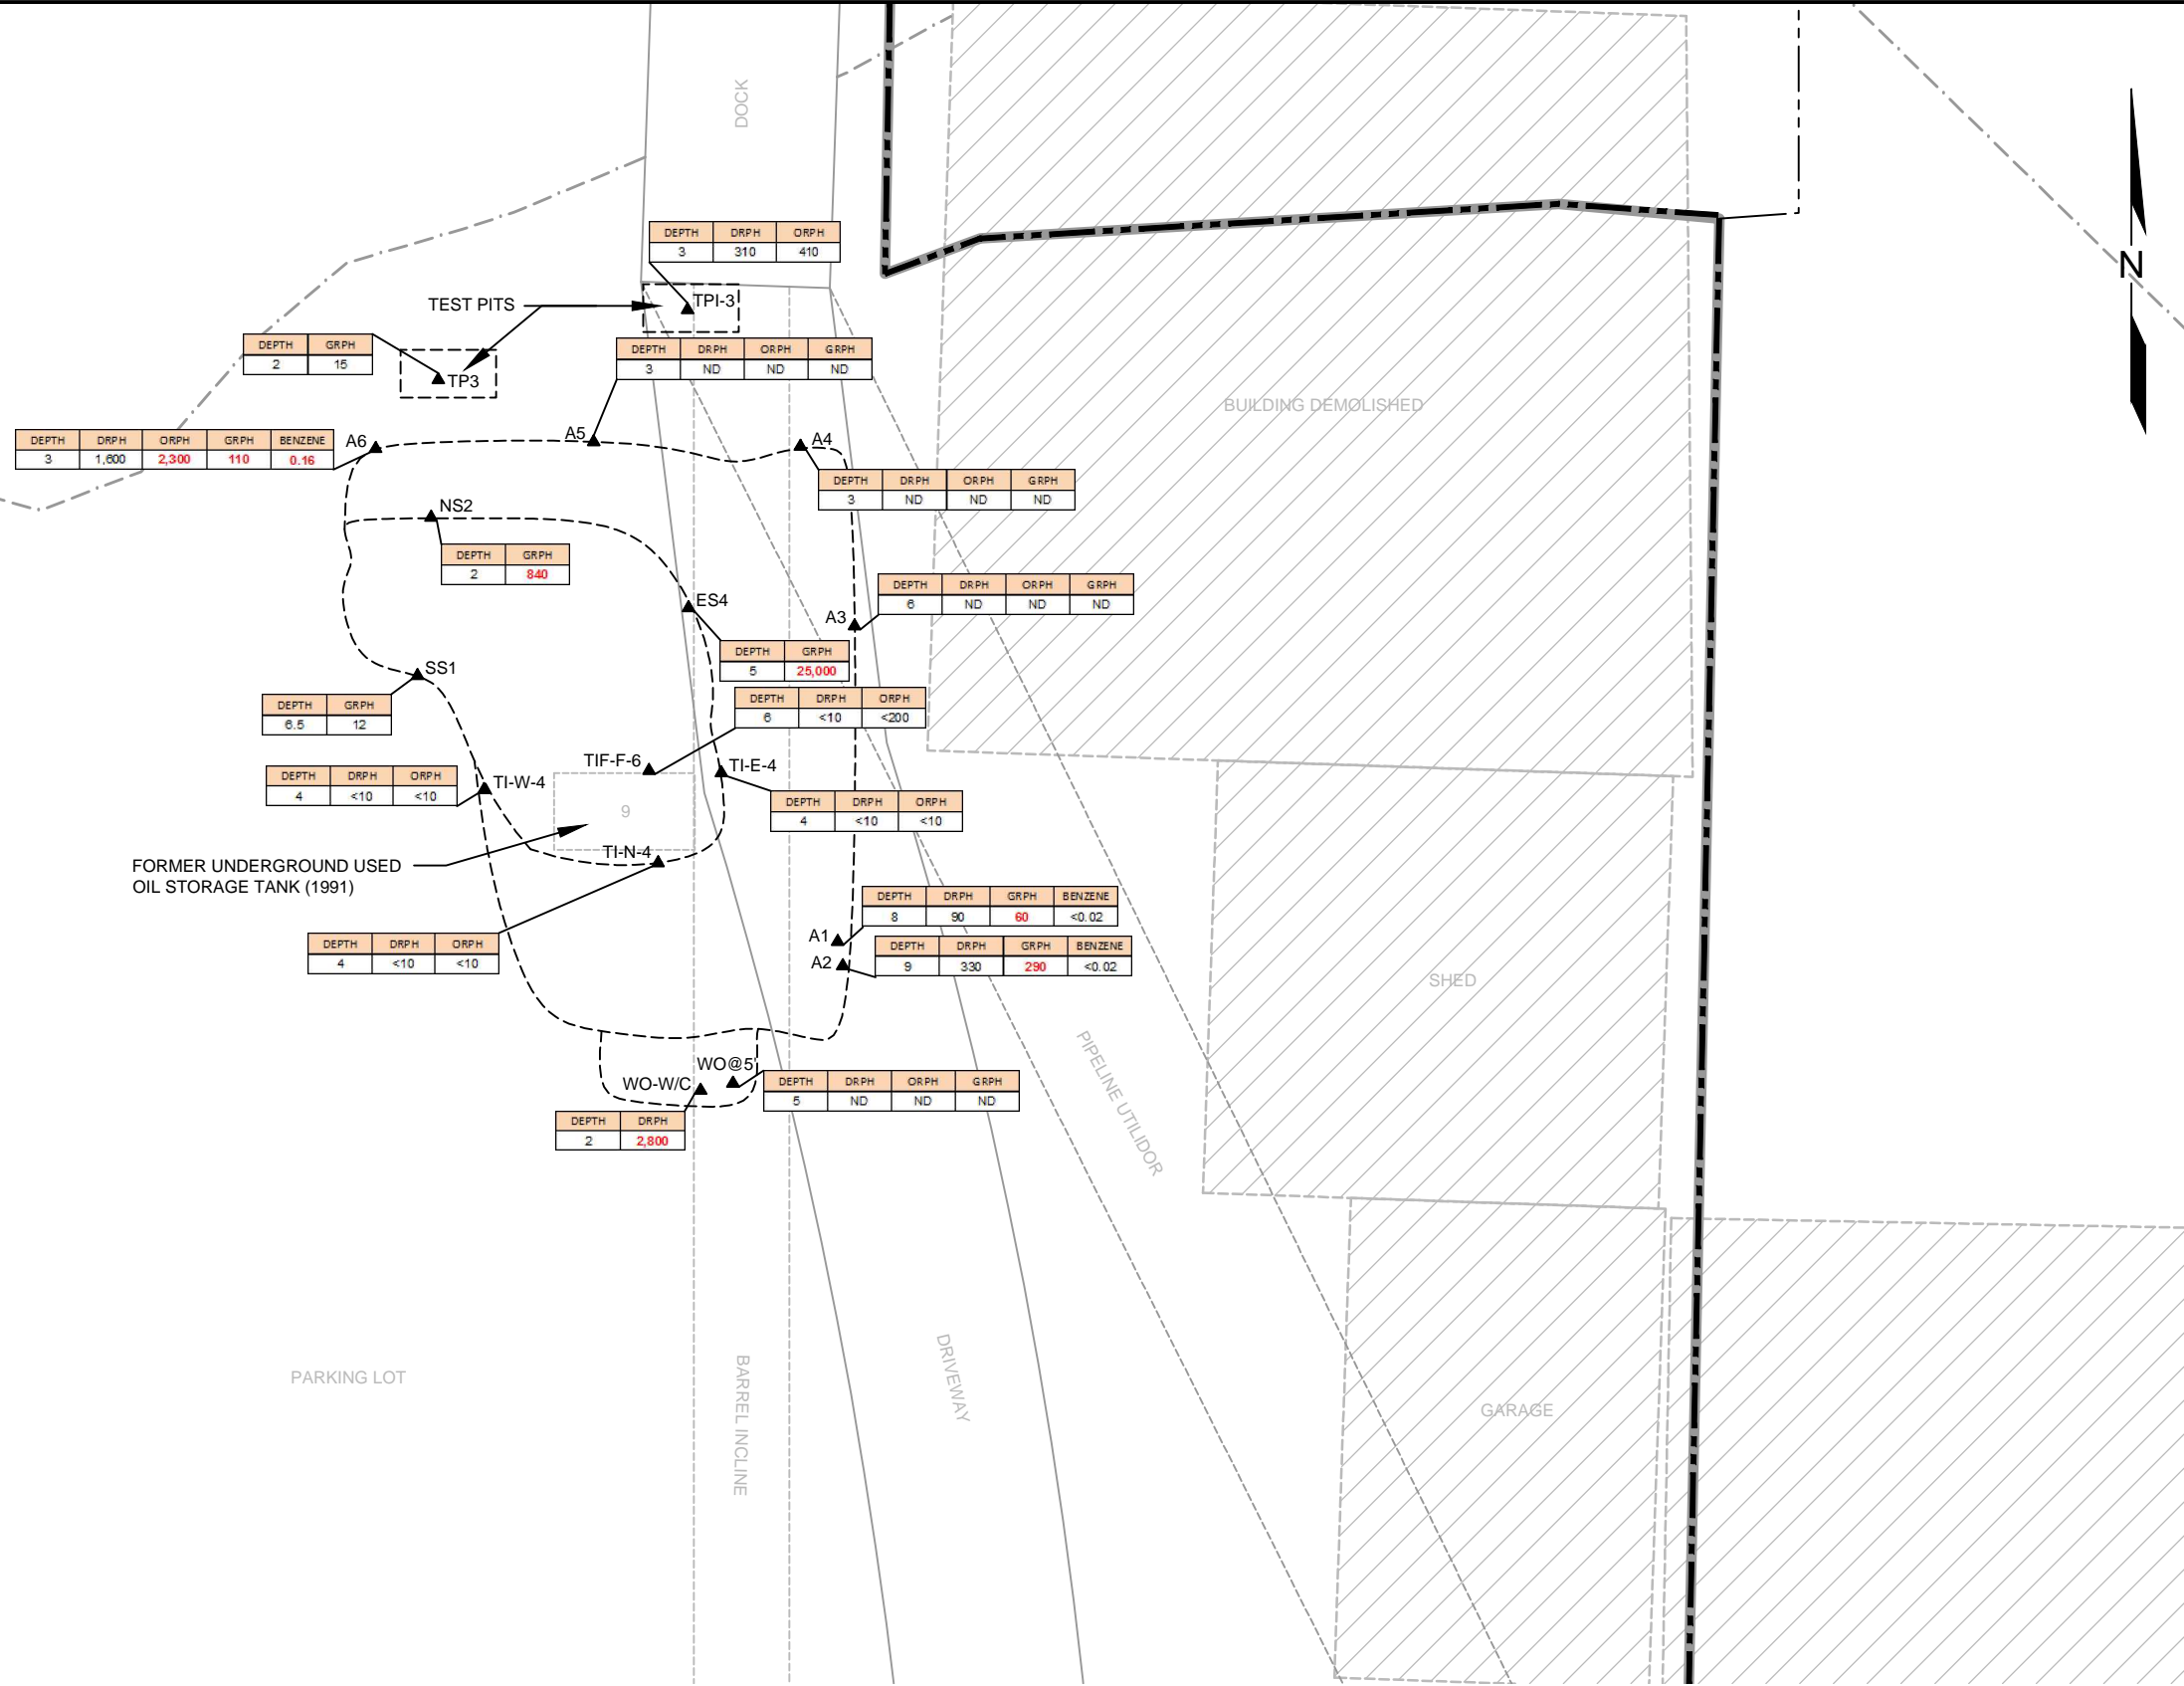 DOCK
N
DEPTH DRPH ORPH
3 310 410
TPI-3
TEST PITS
DEPTH GRPH
2 15
TP3
DEPTH DRPH ORPH GRPH
3 ND ND ND
A5
BUILDING DEMOLISHED
DEPTH DRPH ORPH GRPH BENZENE
3 1,600 2,300 110 0.16
A6
A4
DEPTH DRPH ORPH GRPH
3 ND ND ND
NS2
DEPTH GRPH
2 840
ES4
DEPTH GRPH
5 25,000
A3
DEPTH DRPH ORPH GRPH
6 ND ND ND
SS1
DEPTH GRPH
6.5 12
DEPTH DRPH ORPH
6 <10 <200
TIF-F-6
TI-E-4
DEPTH DRPH ORPH
4 <10 <10
DEPTH DRPH ORPH
4 <10 <10
TI-W-4
9
TI-N-4
FORMER UNDERGROUND USED
OIL STORAGE TANK (1991)
DEPTH DRPH ORPH
4 <10 <10
A1
DEPTH DRPH GRPH BENZENE
8 90 60 <0.02
A2
DEPTH DRPH GRPH BENZENE
9 330 290 <0.02
SHED
WO@5'
DEPTH DRPH ORPH GRPH
5 ND ND ND
WO-W/C
DEPTH DRPH
2 2,800
PIPELINE UTILIDOR
PARKING LOT
BARREL INCLINE
DRIVEWAY
GARAGE